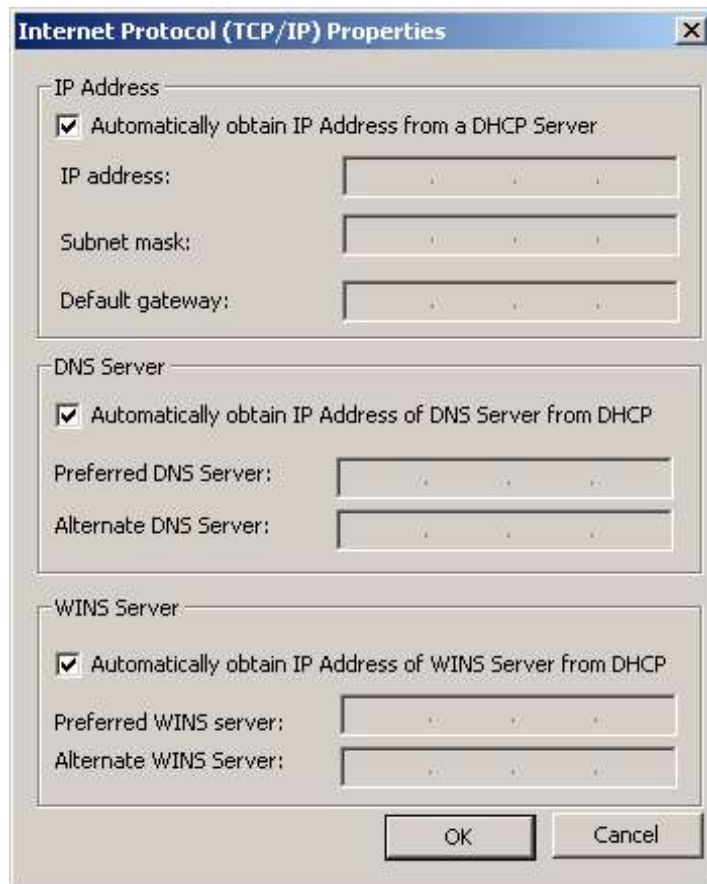 Internet Protocol (TCP/IP) Properties
IP Address
Automatically obtain IP Address from a DHCP Server
IP address:
Subnet mask:
Default gateway:
DNS Server
Automatically obtain IP Address of DNS Server from DHCP
Preferred DNS Server:
Alternate DNS Server:
WINS Server
Automatically obtain IP Address of WINS Server from DHCP
Preferred WINS server:
Alternate WINS Server:
OK Cancel